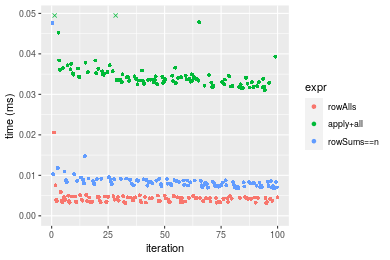 0.05
0.04
0.03
0.02
0.01
0.00
time (ms)
0
25
50
75
100
iteration
expr
rowAlls
apply+all
rowSums==n